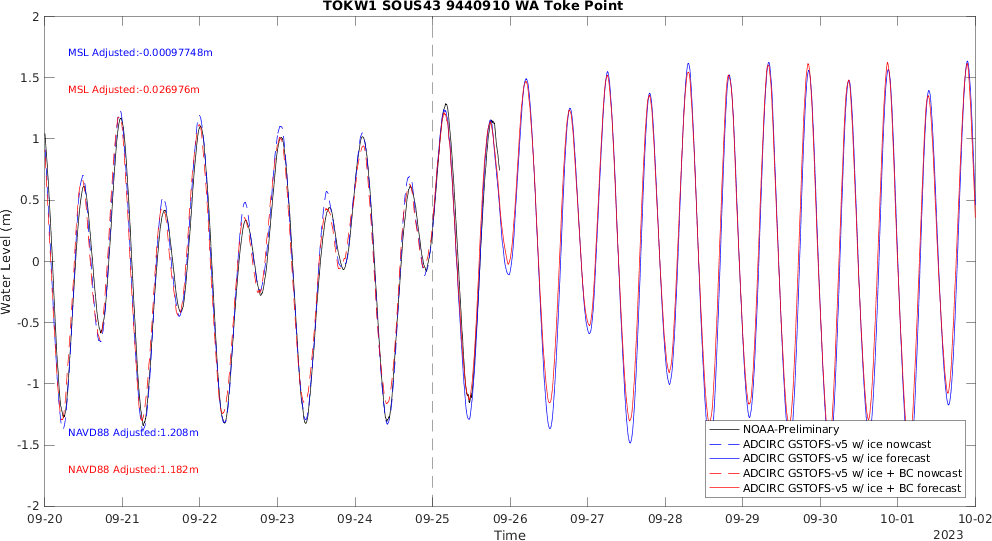 TOKW1 SOUS43 9440910 WA Toke Point
MSL Adjusted:-0.00097748m
MSL Adjusted:-0.026976m
NAVD88 Adjusted:1.208m
NAVD88 Adjusted:1.182m
Water Level (m)
2
1.5
1
0.5
0
-0.5
-1
-1.5
-2
NOAA-Preliminary
ADCIRC GSTOFS-v5 w/ ice nowcast
ADCIRC GSTOFS-v5 w/ ice forecast
ADCIRC GSTOFS-v5 w/ ice + BC nowcast
ADCIRC GSTOFS-v5 w/ ice + BC forecast
09-20 09-21 09-22 09-23 09-24 09-25 09-26 09-27 09-28 09-29 09-30 10-01 10-02
Time
2023